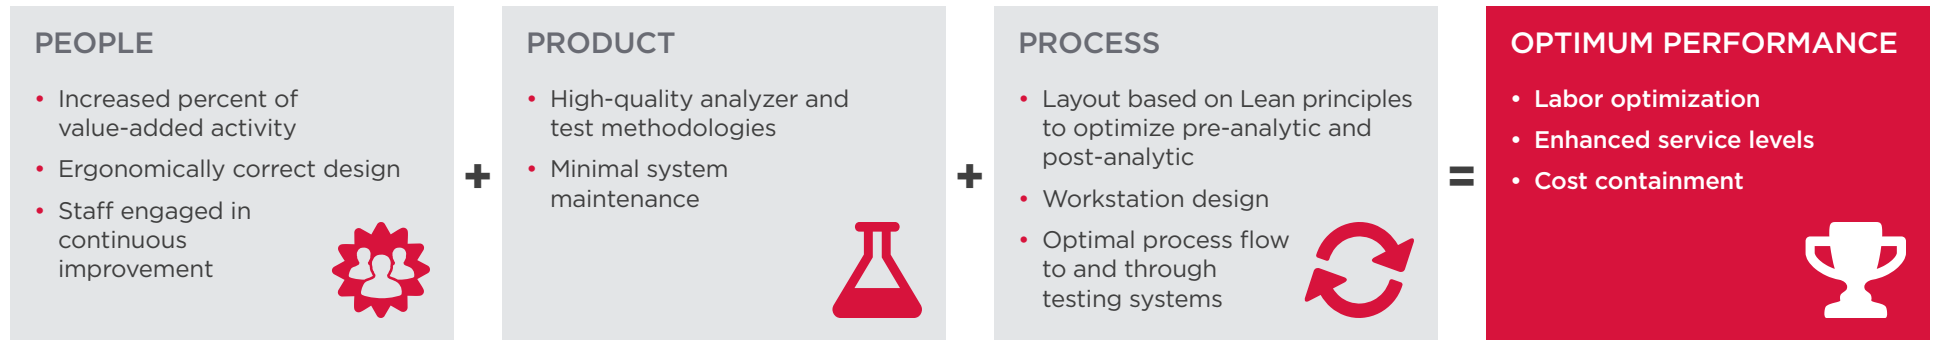 PEOPLE
• Increased percent of
value-added activity
• Ergonomically correct design
• Staff engaged in
continuous
improvement
+
PRODUCT
• High-quality analyzer and
test methodologies
• Minimal system
maintenance
+
PROCESS
• Layout based on Lean principles
to optimize pre-analytic and
post-analytic
• Workstation design
• Optimal process flow
to and through
testing systems
=
OPTIMUM PERFORMANCE
• Labor optimization
• Enhanced service levels
• Cost containment